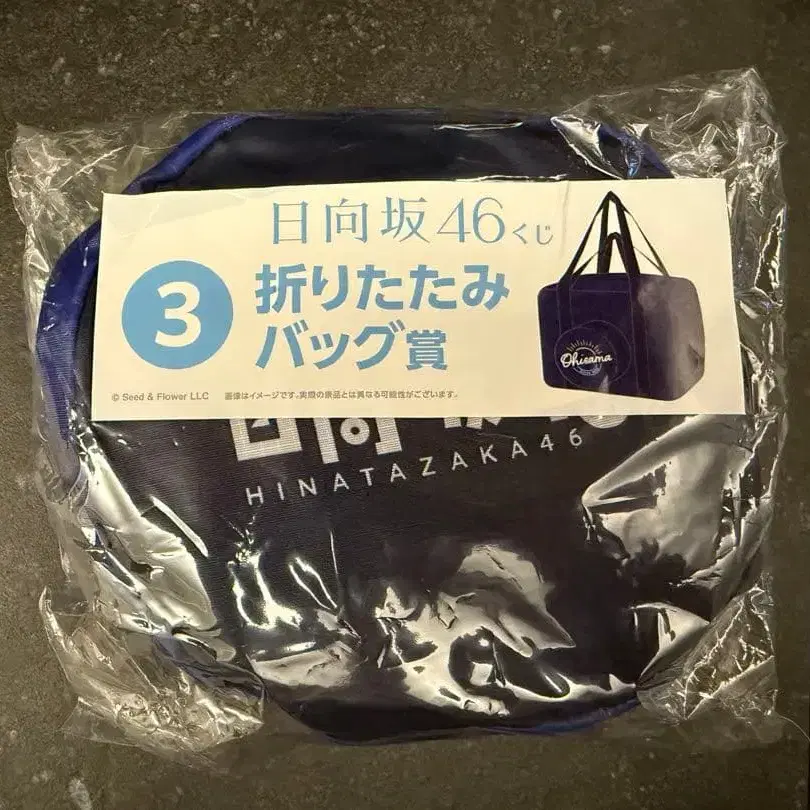 日向坂46くじ
3
折りたたみ
バッグ賞
Ohisama
© Seed & Flower LLC 画像はイメージです。実際の景品とは異なる可能性がございます。
HINATAZAKA46